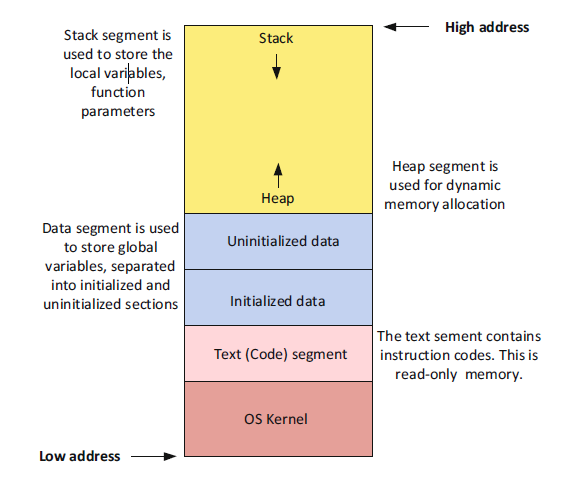 Stack segment is
used to store the
local variables,
function
parameters
Stack
High address
Heap segment is
used for dynamic
memory allocation
Heap
Data segment is used
to store global
variables, separated
into initialized and
uninitialized sections
Uninitialized data
Initialized data
Text (Code) segment
The text sement contains
instruction codes. This is
read-only memory.
OS Kernel
Low address